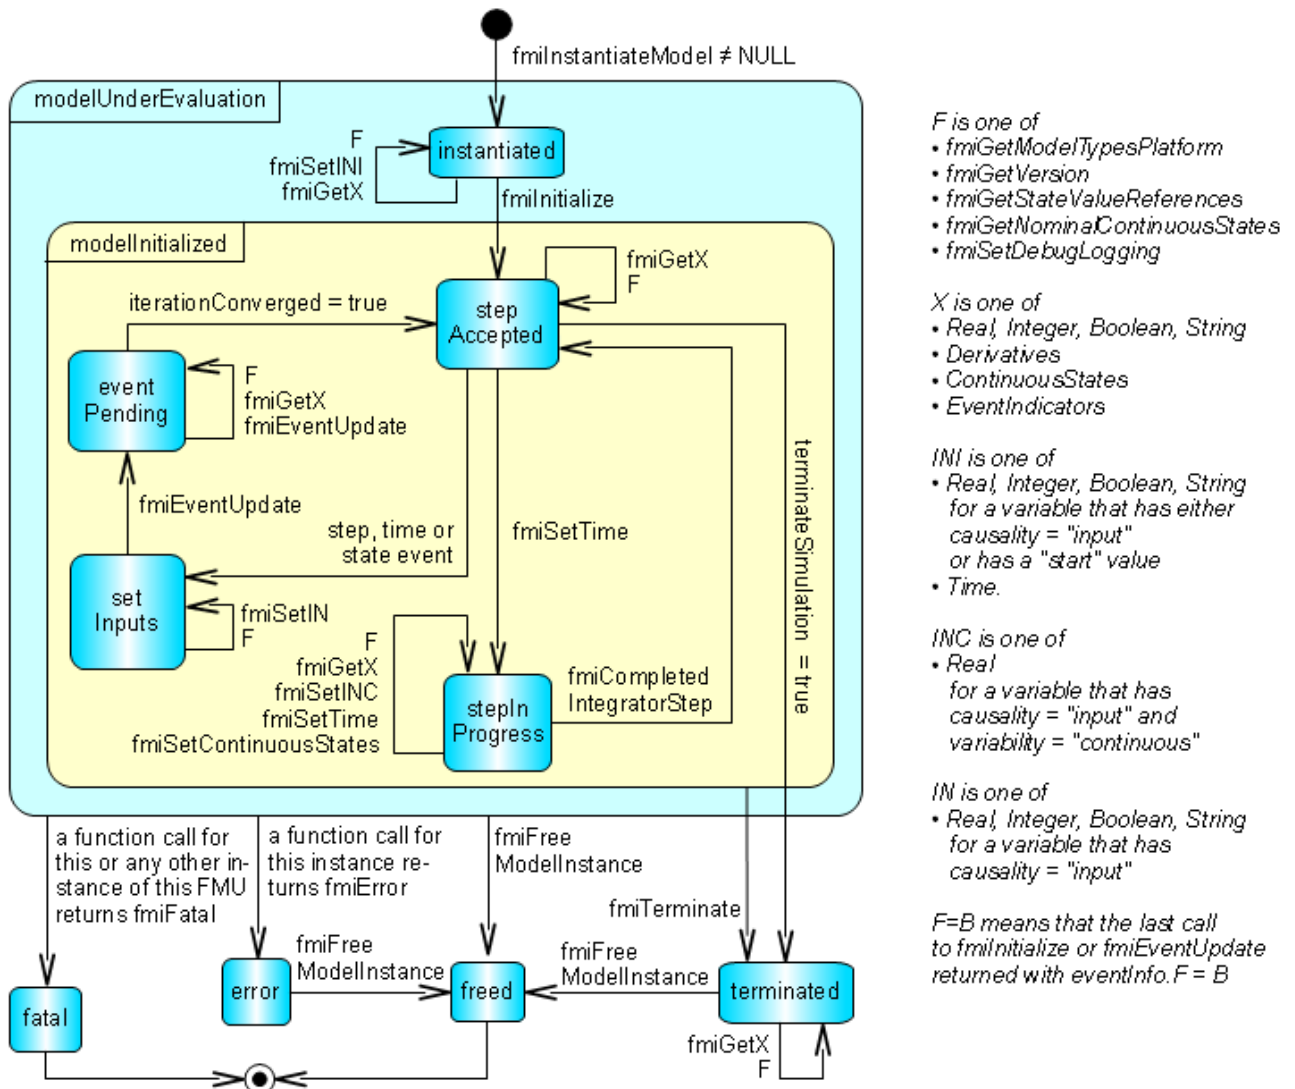 fmiInstantiateModel ≠ NULL
modelUnderEvaluation
F
fmiSetINI
fmiGetX
instantiated
fmiInitialize
modelInitialized
fmiGetX
F
iterationConverged = true
step
Accepted
event
Pending
F
fmiGetX
fmiEventUpdate
fmiEventUpdate
step, time or
state event
fmiSetTime
terminateSimulation = true
set
Inputs
fmiSetIN
F
F
fmiGetX
fmiSetINC
fmiSetTime
fmiSetContinuousStates
stepIn
Progress
fmiCompleted
IntegratorStep
a function call for
this or any other in-
stance of this FMU
returns fmiFatal
a function call for
this instance re-
turns fmiError
fmiFree
ModelInstance
fmiTerminate
fmiFree
ModelInstance
fmiFree
ModelInstance
fatal
error
freed
terminated
fmiGetX
F
F is one of
• fmiGetModelTypesPlatform
• fmiGetVersion
• fmiGetStateValueReferences
• fmiGetNominalContinuousStates
• fmiSetDebugLogging
X is one of
• Real, Integer, Boolean, String
• Derivatives
• ContinuousStates
• EventIndicators
INI is one of
• Real, Integer, Boolean, String
for a variable that has either
causality = "input"
or has a "start" value
• Time.
INC is one of
• Real
for a variable that has
causality = "input" and
variability = "continuous"
IN is one of
• Real, Integer, Boolean, String
for a variable that has
causality = "input"
F=B means that the last call
to fmiInitialize or fmiEventUpdate
returned with eventInfo.F = B